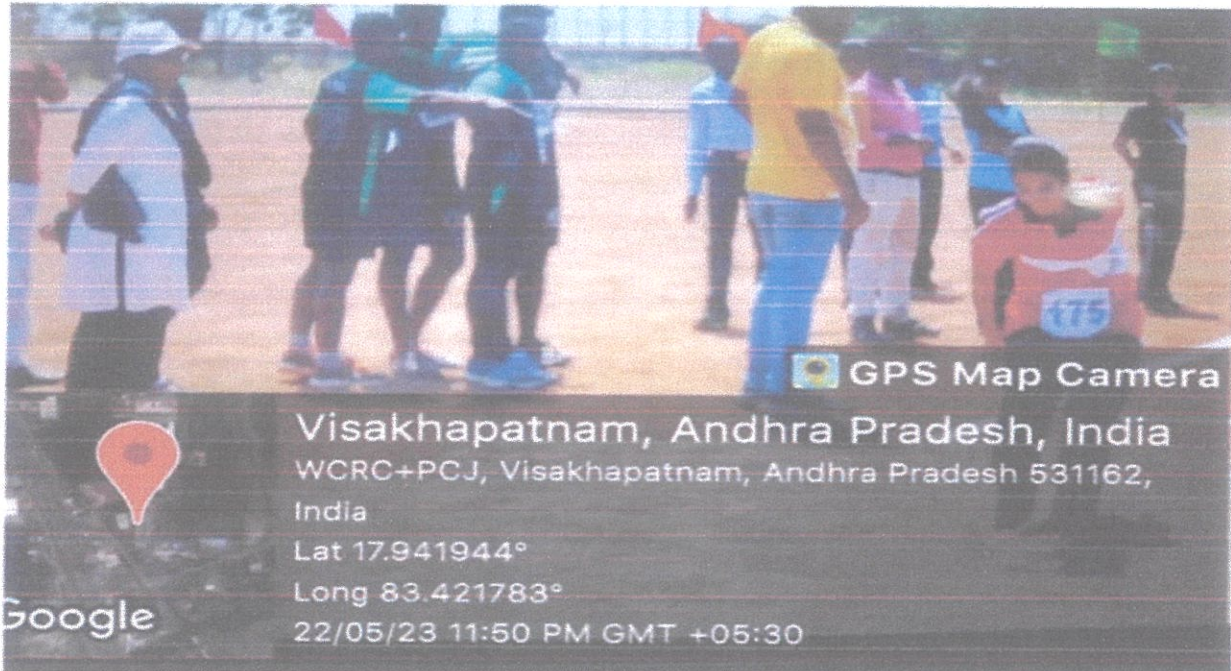 175
GPS Map Camera
Visakhapatnam, Andhra Pradesh, India
WCRC+PCJ, Visakhapatnam, Andhra Pradesh 531162,
India
Lat 17.941944°
Long 83.421783°
22/05/23 11:50 PM GMT +05:30
Google